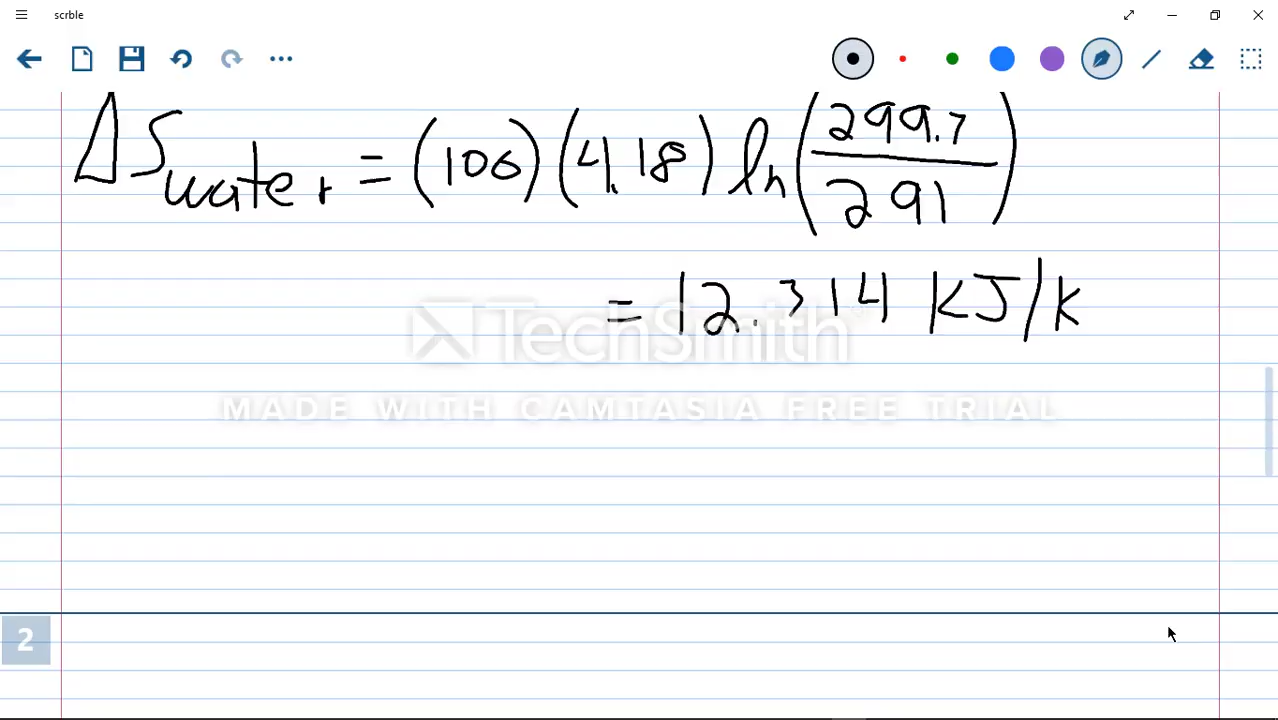 scrble
ΔS_water = (100)(4.18) ln(299.7/291)
= 12.314 kJ/K
TechSmith
MADE WITH CAMTASIA FREE TRIAL
2